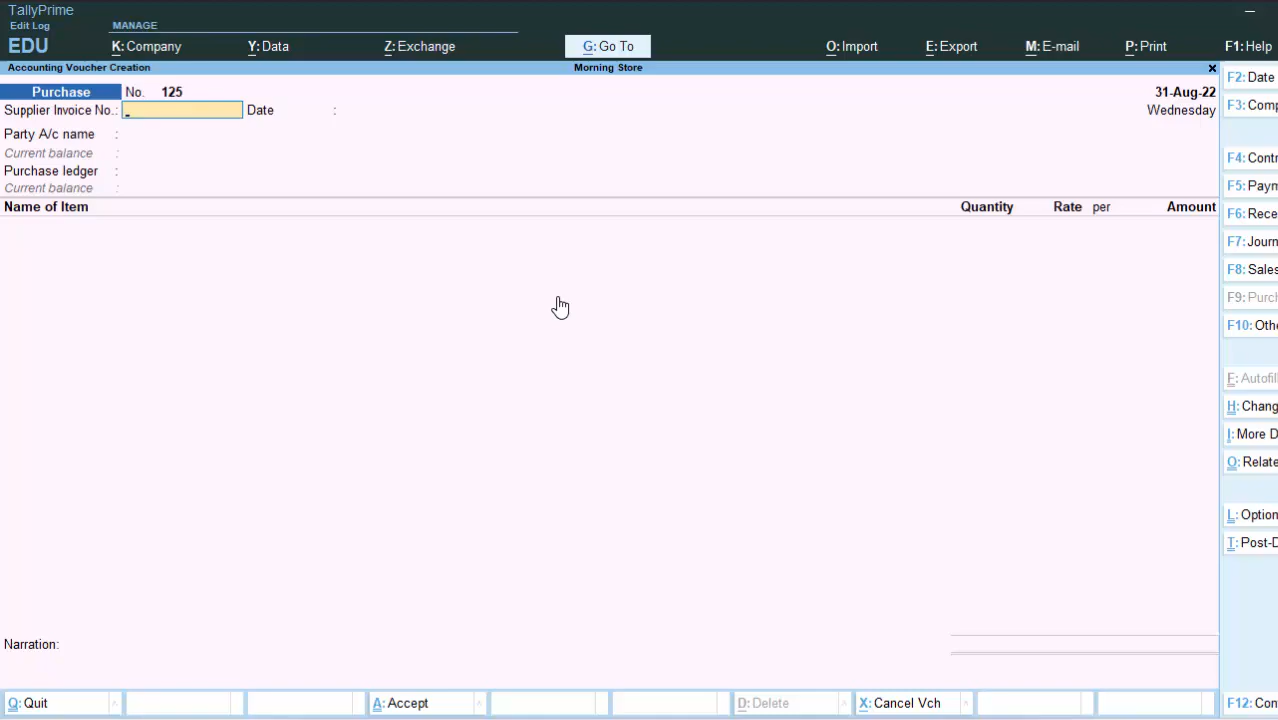 TallyPrime
Edit Log
MANAGE
EDU K: Company Y: Data Z: Exchange G: Go To O: Import E: Export M: E-mail P: Print F1: Help
Accounting Voucher Creation Morning Store
F2: Date
Purchase No. 125 31-Aug-22
Supplier Invoice No.: Date : Wednesday
F3: Comp
Party A/c name :
Current balance :
F4: Contr
Purchase ledger :
Current balance :
F5: Paym
Name of Item Quantity Rate per Amount
F6: Rece
F7: Journ
F8: Sales
F9: Purch
F10: Othe
F: Autofill
H: Chang
I: More D
O: Relate
L: Option
T: Post-D
Narration:
Q: Quit A: Accept D: Delete X: Cancel Vch F12: Con